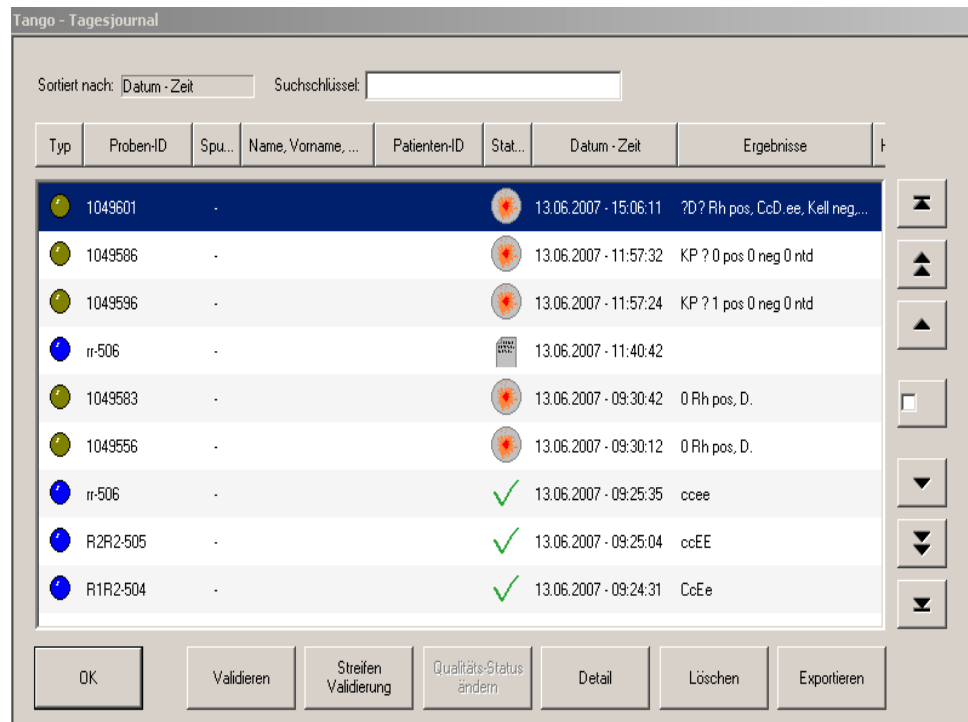 Tango - Tagesjournal
Sortiert nach: Datum - Zeit Suchschlüssel:
Typ Proben-ID Spu... Name, Vorname, ... Patienten-ID Stat... Datum - Zeit Ergebnisse H
1049601 - 13.06.2007 - 15:06:11 ?D? Rh pos, CcD.ee, Kell neg,...
1049586 - 13.06.2007 - 11:57:32 KP ? 0 pos 0 neg 0 ntd
1049596 - 13.06.2007 - 11:57:24 KP ? 1 pos 0 neg 0 ntd
rr-506 - 13.06.2007 - 11:40:42
1049583 - 13.06.2007 - 09:30:42 0 Rh pos, D.
1049556 - 13.06.2007 - 09:30:12 0 Rh pos, D.
rr-506 - 13.06.2007 - 09:25:35 ccee
R2R2-505 - 13.06.2007 - 09:25:04 ccEE
R1R2-504 - 13.06.2007 - 09:24:31 CcEe
OK Validieren Streifen Validierung Qualitäts-Status ändern Detail Löschen Exportieren